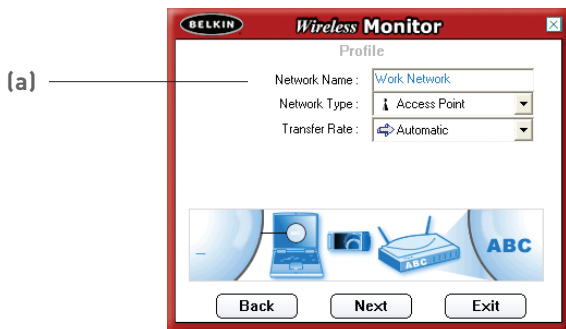 BELKIN Wireless Monitor
Profile
(a) Network Name : Work Network
Network Type : Access Point
Transfer Rate : Automatic
ABC ABC
Back Next Exit